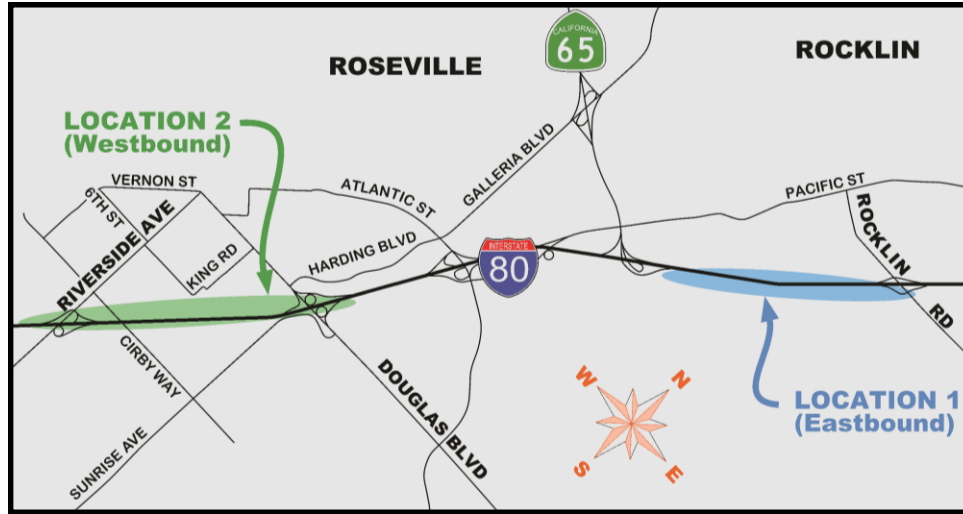 CALIFORNIA
65
ROSEVILLE
ROCKLIN
LOCATION 2
(Westbound)
VERNON ST
6TH ST
RIVERSIDE AVE
KING RD
ATLANTIC ST
GALLERIA BLVD
HARDING BLVD
PACIFIC ST
ROCKLIN
RD
INTERSTATE
80
CIRBY WAY
SUNRISE AVE
DOUGLAS BLVD
W
N
S
E
LOCATION 1
(Eastbound)